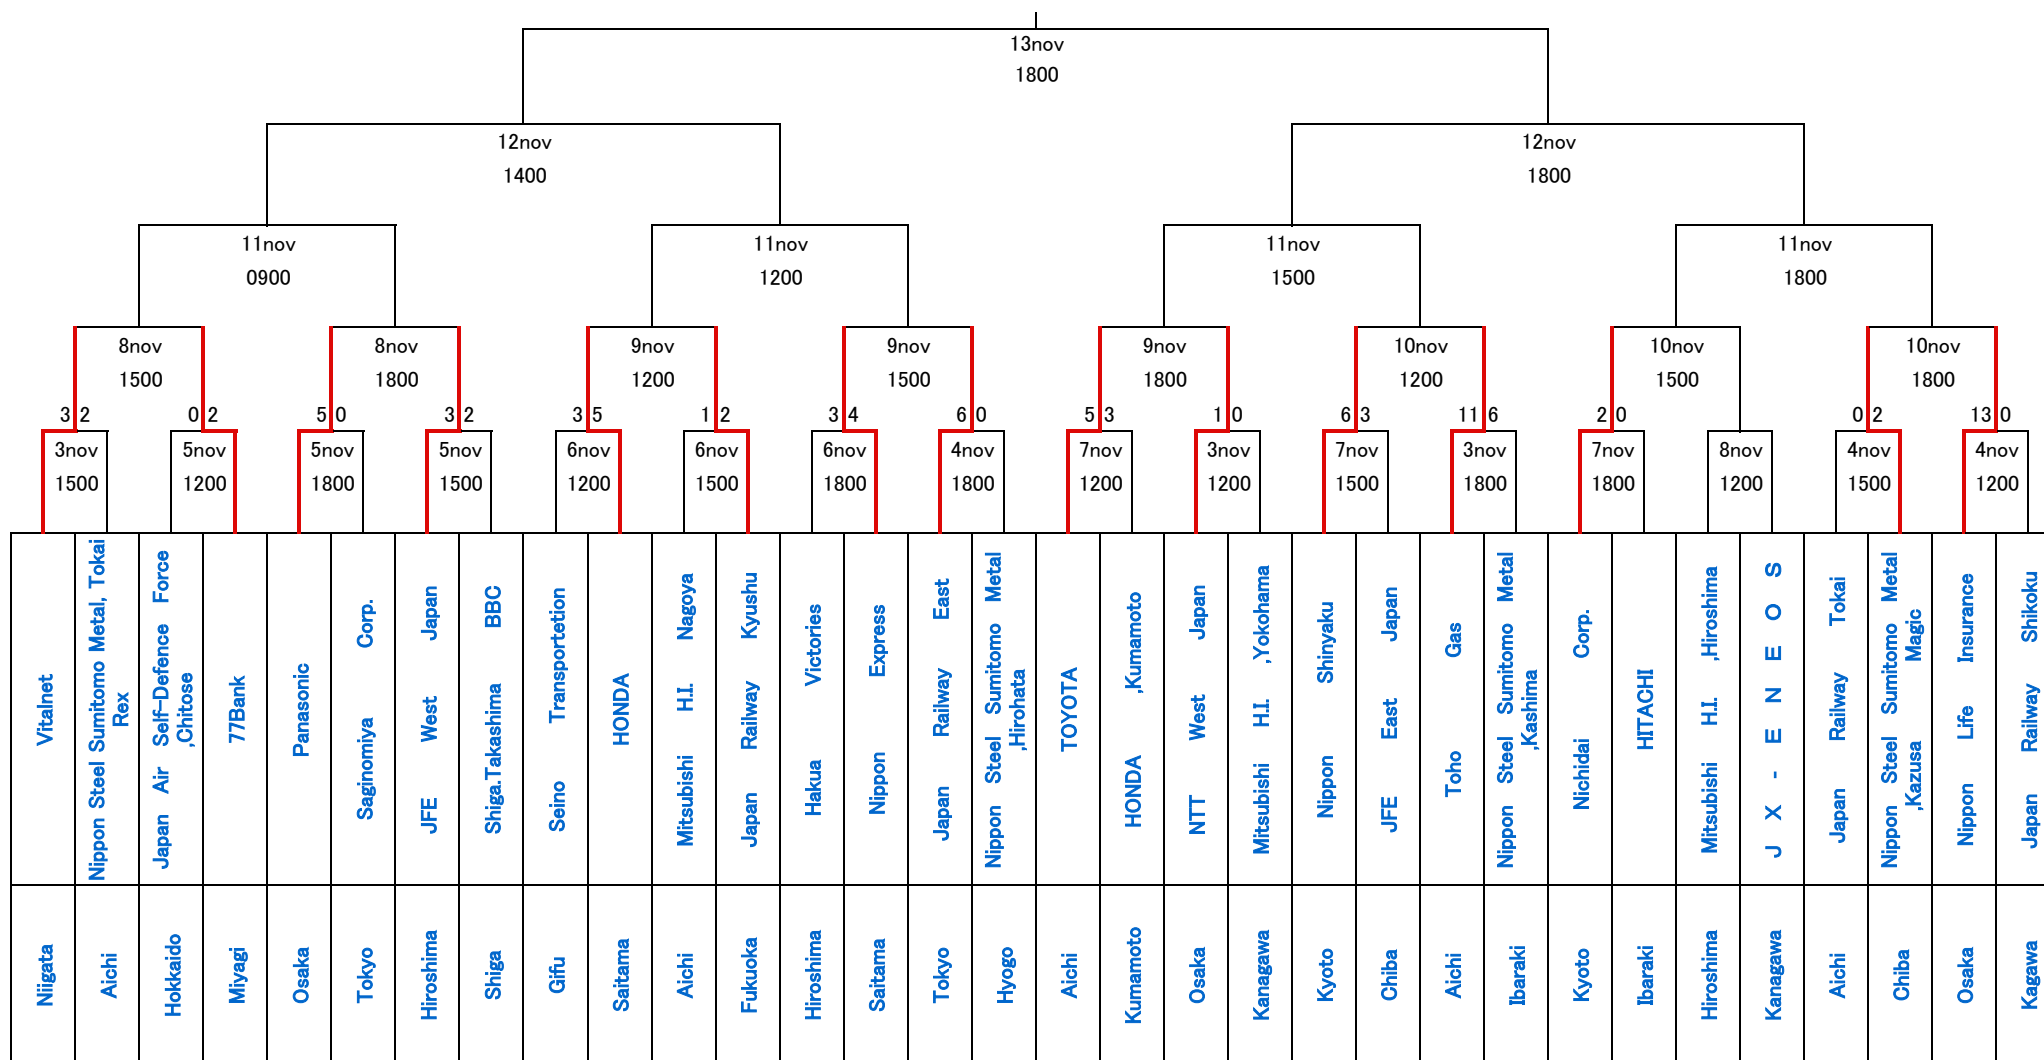 13nov
1800
12nov
12nov
1400
1800
11nov
11nov
11nov
11nov
0900
1200
1500
1800
8nov
8nov
9nov
9nov
9nov
10nov
10nov
10nov
1500
1800
1200
1500
1800
1200
1500
1800
3 2
0 2
5 0
3 2
3 5
1 2
3 4
6 0
5 3
1 0
6 3
11 6
2 0
0 2
13 0
3nov
5nov
5nov
5nov
6nov
6nov
6nov
4nov
7nov
3nov
7nov
3nov
7nov
8nov
4nov
4nov
1500
1200
1800
1500
1200
1500
1800
1800
1200
1200
1500
1800
1800
1200
1500
1200
Vitalnet
Nippon Steel Sumitomo Metal, Tokai
Rex
Japan Air Self-Defence Force
,Chitose
77Bank
Panasonic
Saginomiya Corp.
JFE West Japan
Shiga.Takashima BBC
Seino Transportetion
HONDA
Mitsubishi H.I. Nagoya
Japan Railway Kyushu
Hakua Victories
Nippon Express
Japan Railway East
Nippon Steel Sumitomo Metal
,Hirohata
TOYOTA
HONDA ,Kumamoto
NTT West Japan
Mitsubishi H.I. ,Yokohama
Nippon Shinyaku
JFE East Japan
Toho Gas
Nippon Steel Sumitomo Metal
,Kashima
Nichidai Corp.
HITACHI
Mitsubishi H.I. ,Hiroshima
J X - E N E O S
Japan Railway Tokai
Nippon Steel Sumitomo Metal
,Kazusa Magic
Nippon Life Insurance
Japan Railway Shikoku
Niigata
Aichi
Hokkaido
Miyagi
Osaka
Tokyo
Hiroshima
Shiga
Gifu
Saitama
Aichi
Fukuoka
Hiroshima
Saitama
Tokyo
Hyogo
Aichi
Kumamoto
Osaka
Kanagawa
Kyoto
Chiba
Aichi
Ibaraki
Kyoto
Ibaraki
Hiroshima
Kanagawa
Aichi
Chiba
Osaka
Kagawa